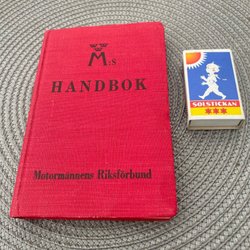 M:s
HANDBOK
Motormännens Riksförbund
SOLSTICKAN